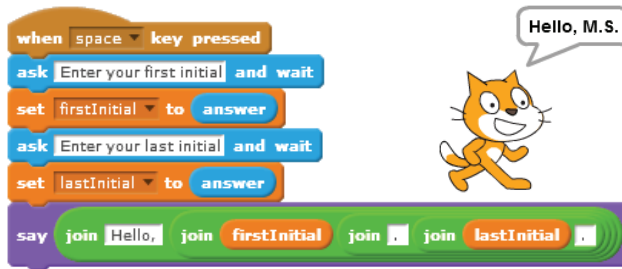 when space key pressed
Hello, M.S.
ask Enter your first initial and wait
set firstInitial to answer
ask Enter your last initial and wait
set lastInitial to answer
say join Hello, join firstInitial join . join lastInitial .